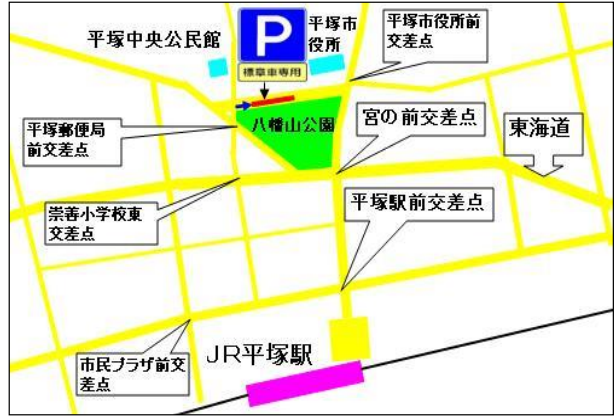 平塚中央公民館
P
標章車専用
平塚市
役所
平塚市役所前
交差点
平塚郵便局
前交差点
八幡山公園
宮の前交差点
東海道
崇善小学校東
交差点
平塚駅前交差点
市民プラザ前交
差点
JR平塚駅